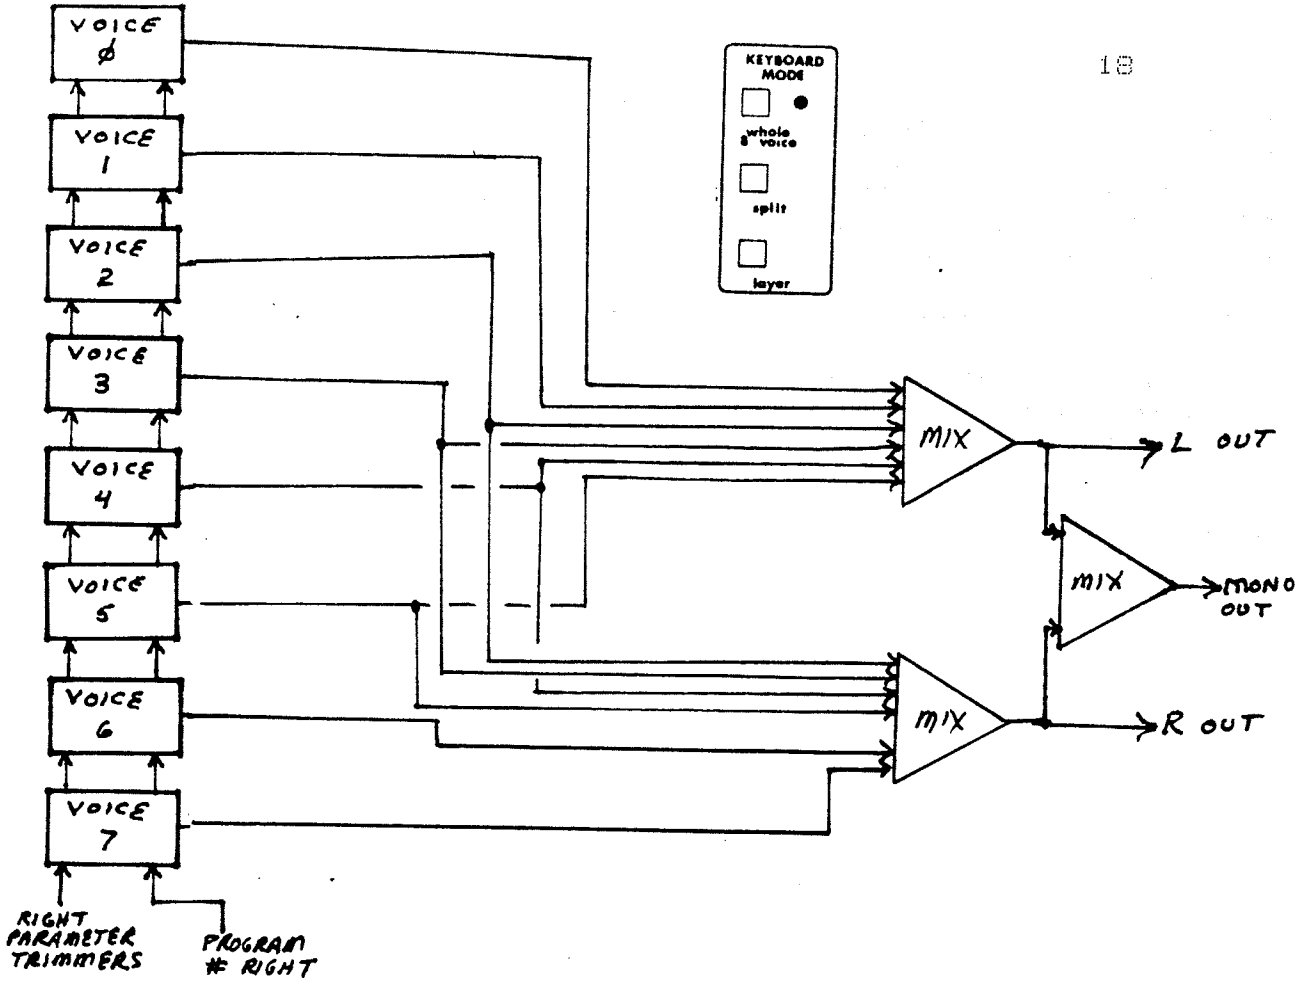 VOICE
0
VOICE
1
VOICE
2
VOICE
3
VOICE
4
VOICE
5
VOICE
6
VOICE
7
RIGHT
PARAMETER
TRIMMERS
PROGRAM
# RIGHT
KEYBOARD
MODE
whole
8 voice
split
layer
18
MIX
L OUT
MIX
MONO
OUT
MIX
R OUT